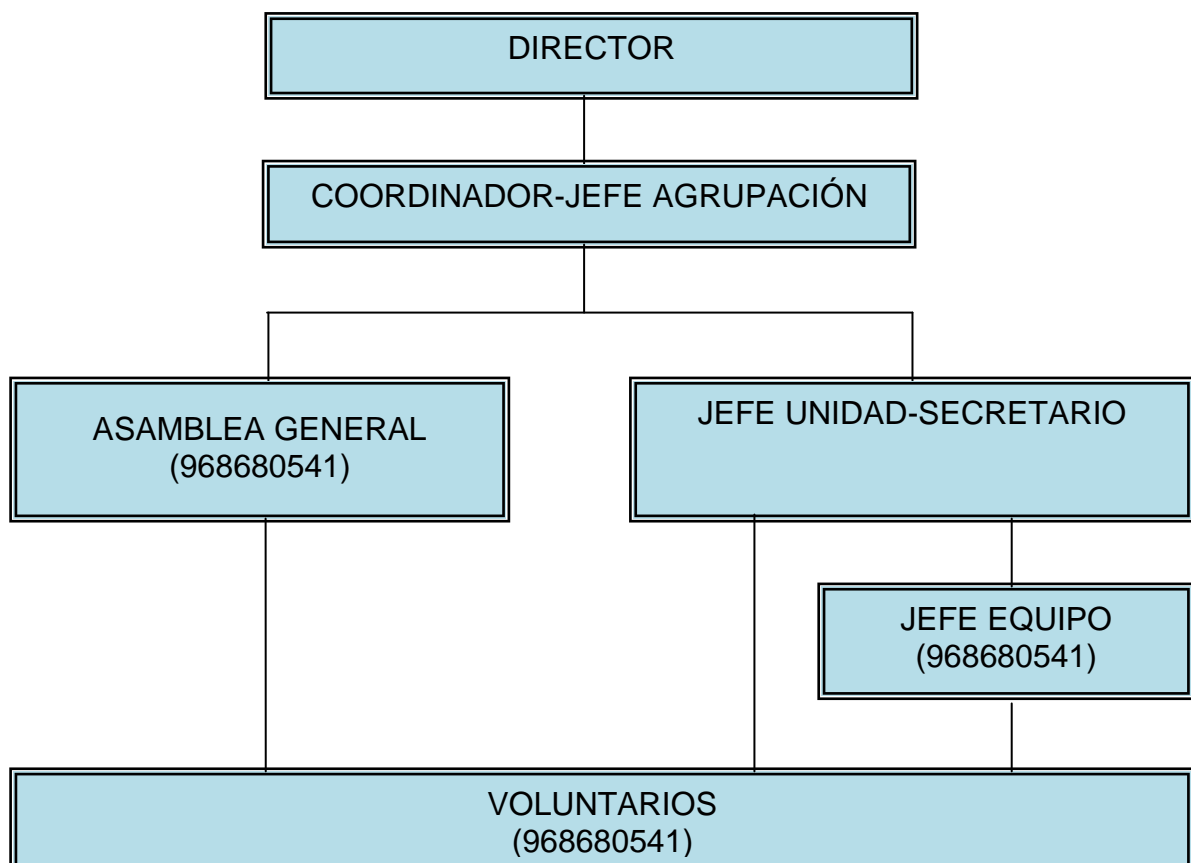 DIRECTOR
COORDINADOR-JEFE AGRUPACIÓN
ASAMBLEA GENERAL
(968680541)
JEFE UNIDAD-SECRETARIO
JEFE EQUIPO
(968680541)
VOLUNTARIOS
(968680541)